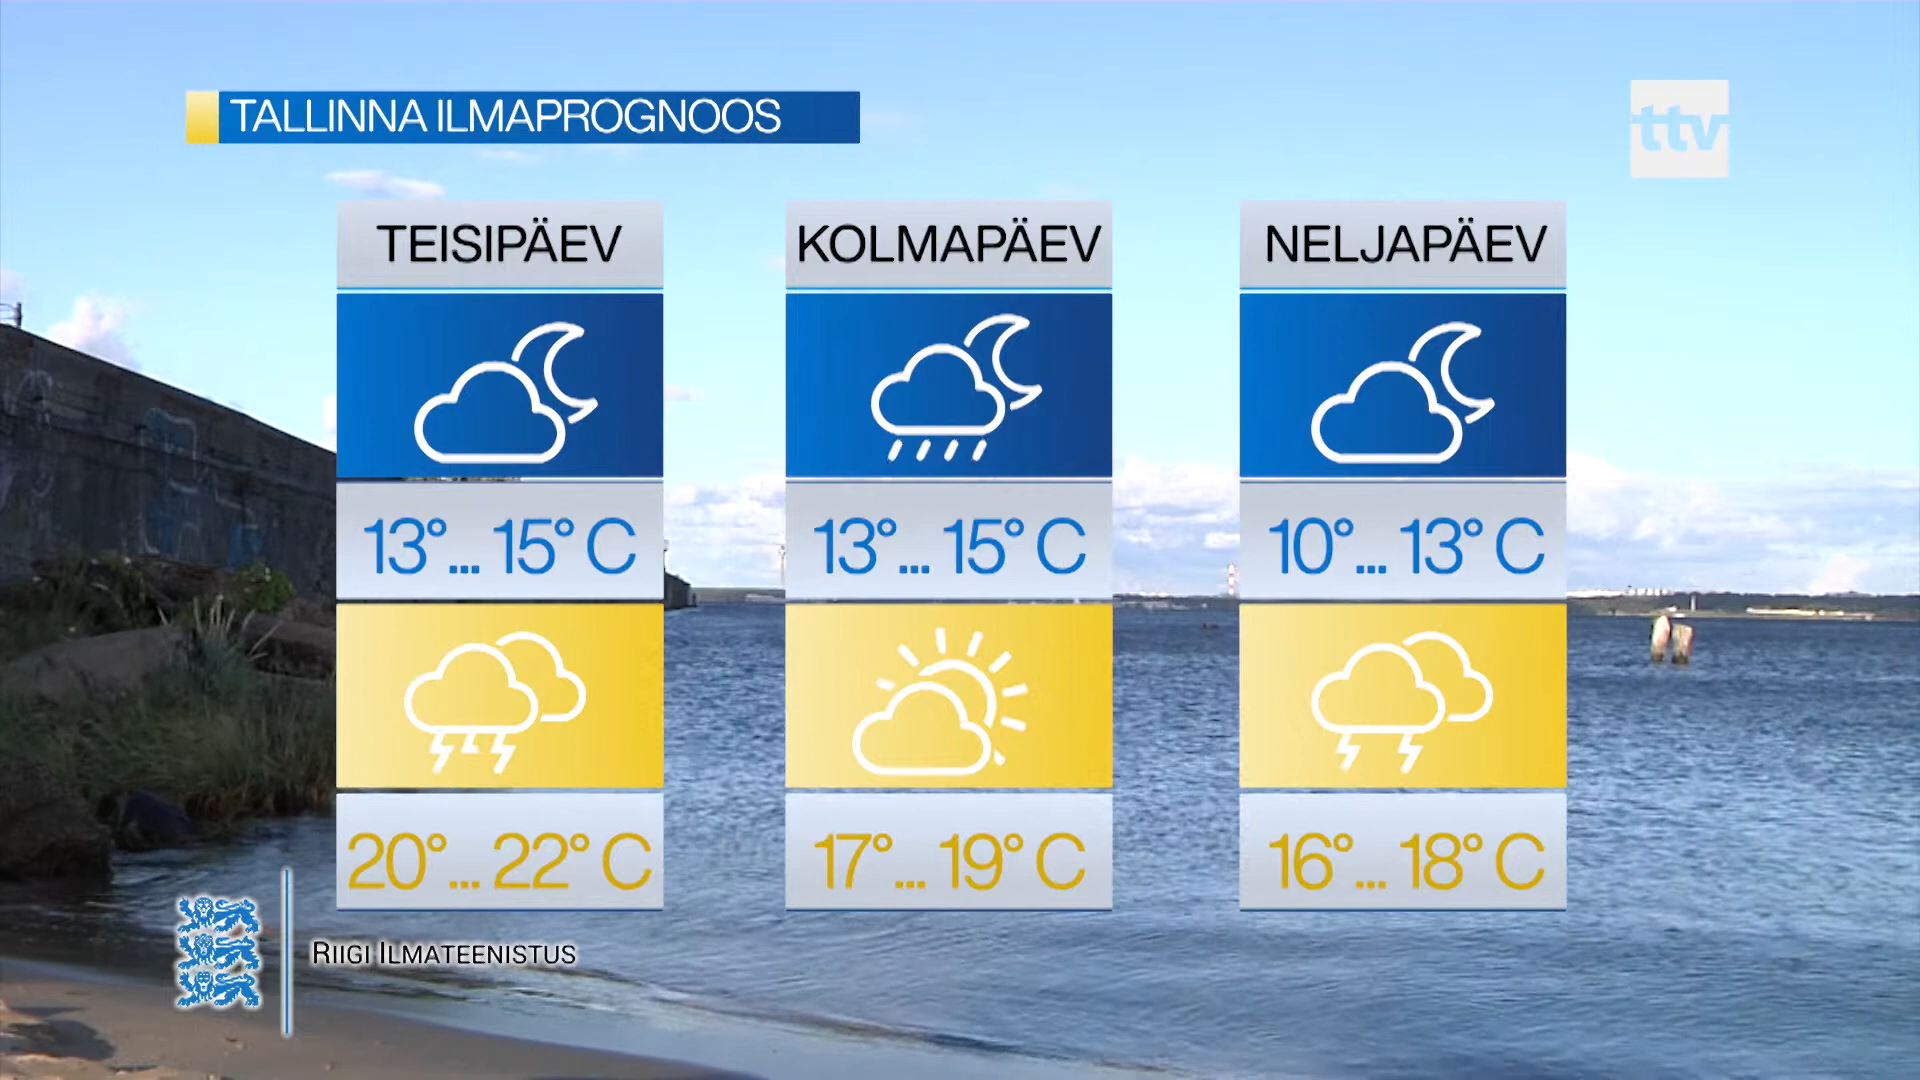 TALLINNA ILMAPROGNOOS
ttv
TEISIPÄEV
13°... 15° C
20°... 22° C
KOLMAPÄEV
13°... 15° C
17°... 19° C
NELJAPÄEV
10°... 13° C
16°... 18° C
RIIGI ILMATEENISTUS